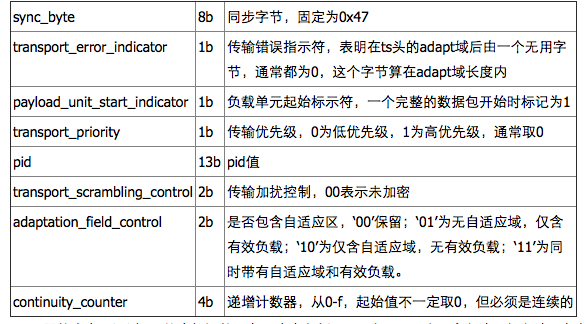 sync_byte 8b 同步字节，固定为0x47
transport_error_indicator 1b 传输错误指示符，表明在ts头的adapt域后由一个无用字
节，通常都为0，这个字节算在adapt域长度内
payload_unit_start_indicator 1b 负载单元起始标示符，一个完整的数据包开始时标记为1
transport_priority 1b 传输优先级，0为低优先级，1为高优先级，通常取0
pid 13b pid值
transport_scrambling_control 2b 传输加扰控制，00表示未加密
adaptation_field_control 2b 是否包含自适应区，‘00’保留；‘01’为无自适应域，仅含
有效负载；‘10’为仅含自适应域，无有效负载；‘11’为同
时带有自适应域和有效负载。
continuity_counter 4b 递增计数器，从0-f，起始值不一定取0，但必须是连续的